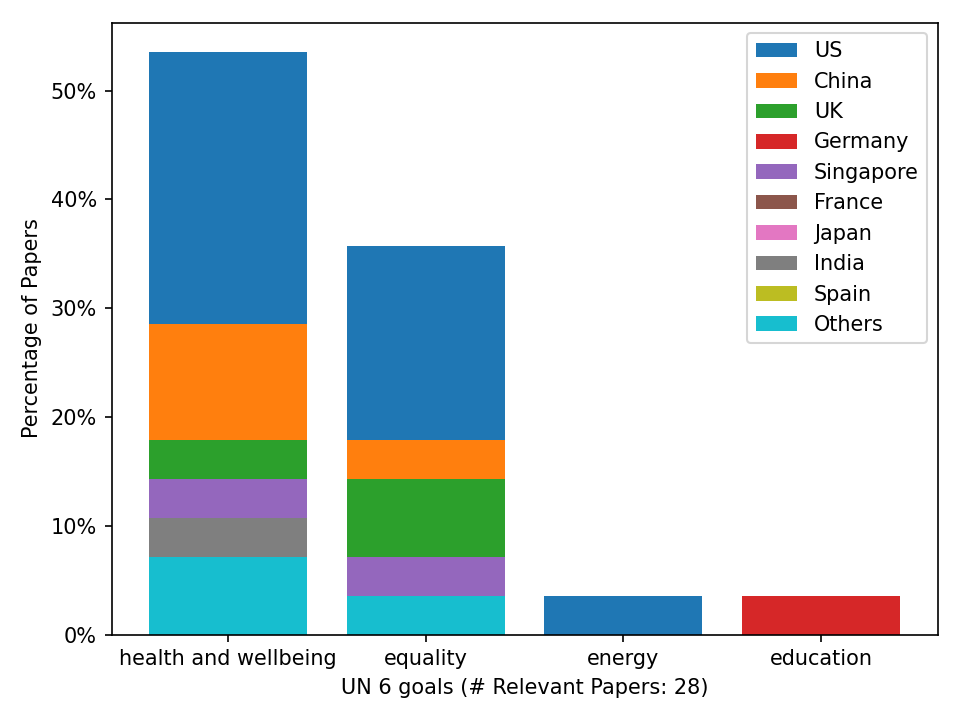 Percentage of Papers
50%
40%
30%
20%
10%
0%
US
China
UK
Germany
Singapore
France
Japan
India
Spain
Others
health and wellbeing
equality
energy
education
UN 6 goals (# Relevant Papers: 28)